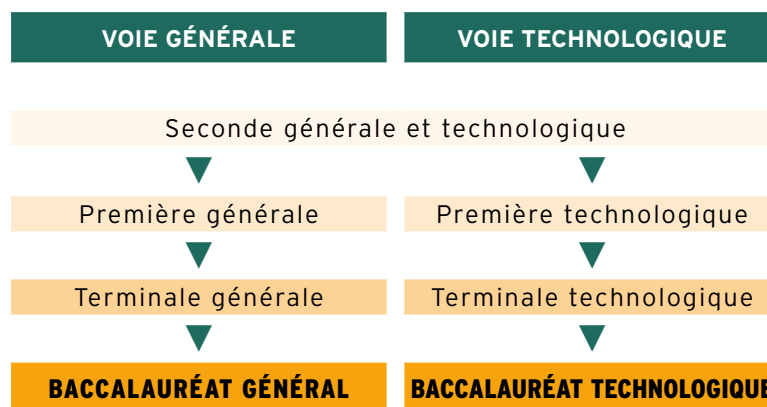 VOIE GÉNÉRALE
VOIE TECHNOLOGIQUE
Seconde générale et technologique
Première générale
Première technologique
Terminale générale
Terminale technologique
BACCALAURÉAT GÉNÉRAL
BACCALAURÉAT TECHNOLOGIQUE